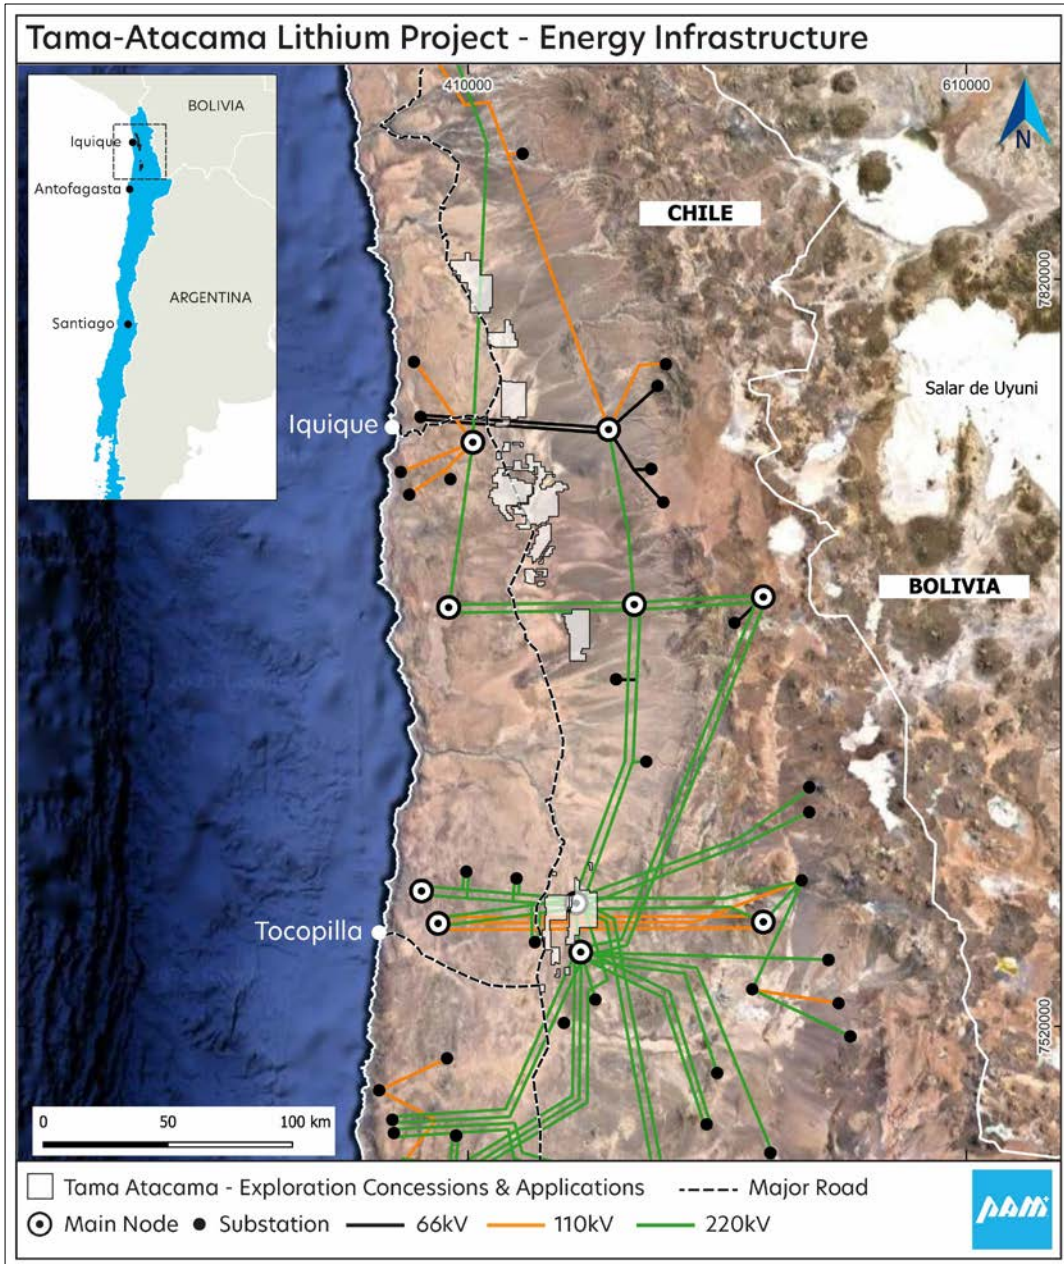 Tama-Atacama Lithium Project - Energy Infrastructure
410000
610000
BOLIVIA
Iquique
Antofagasta
ARGENTINA
Santiago
N
CHILE
7820000
Salar de Uyuni
Iquique
BOLIVIA
Tocopilla
7520000
0 50 100 km
Tama Atacama - Exploration Concessions & Applications Major Road
Main Node Substation 66kV 110kV 220kV
PAM